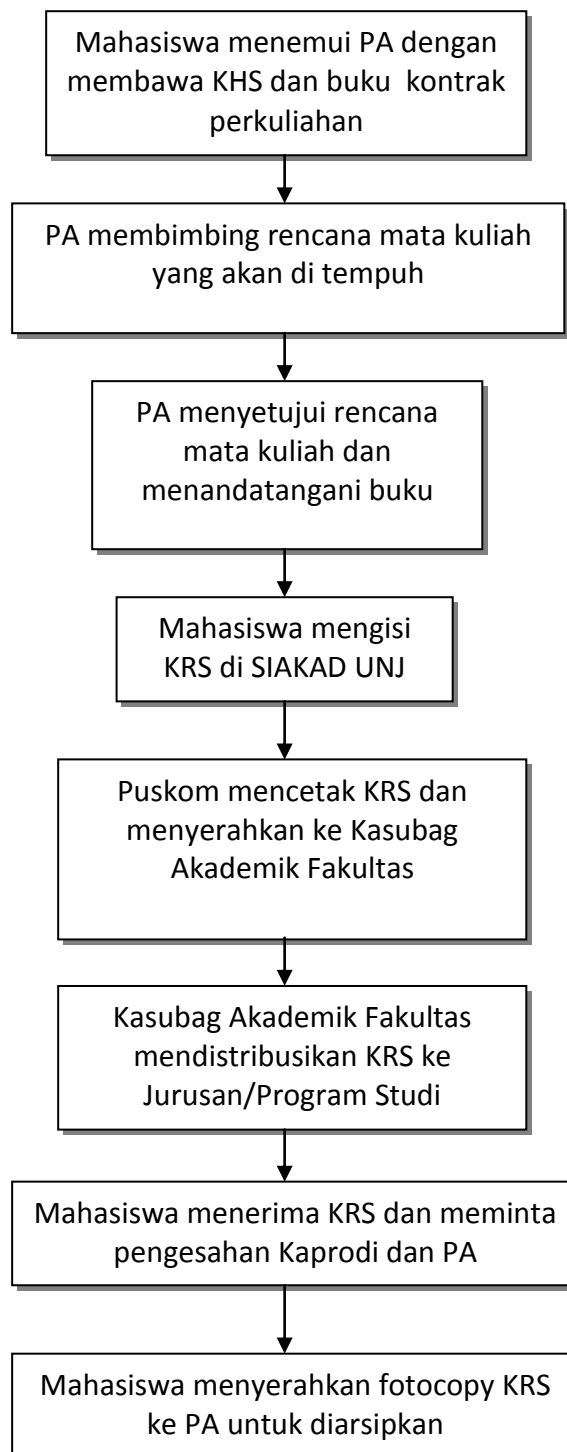 Mahasiswa menemui PA dengan
membawa KHS dan buku kontrak
perkuliahan
PA membimbing rencana mata kuliah
yang akan di tempuh
PA menyetujui rencana
mata kuliah dan
menandatangani buku
Mahasiswa mengisi
KRS di SIAKAD UNJ
Puskom mencetak KRS dan
menyerahkan ke Kasubag
Akademik Fakultas
Kasubag Akademik Fakultas
mendistribusikan KRS ke
Jurusan/Program Studi
Mahasiswa menerima KRS dan meminta
pengesahan Kaprodi dan PA
Mahasiswa menyerahkan fotocopy KRS
ke PA untuk diarsipkan